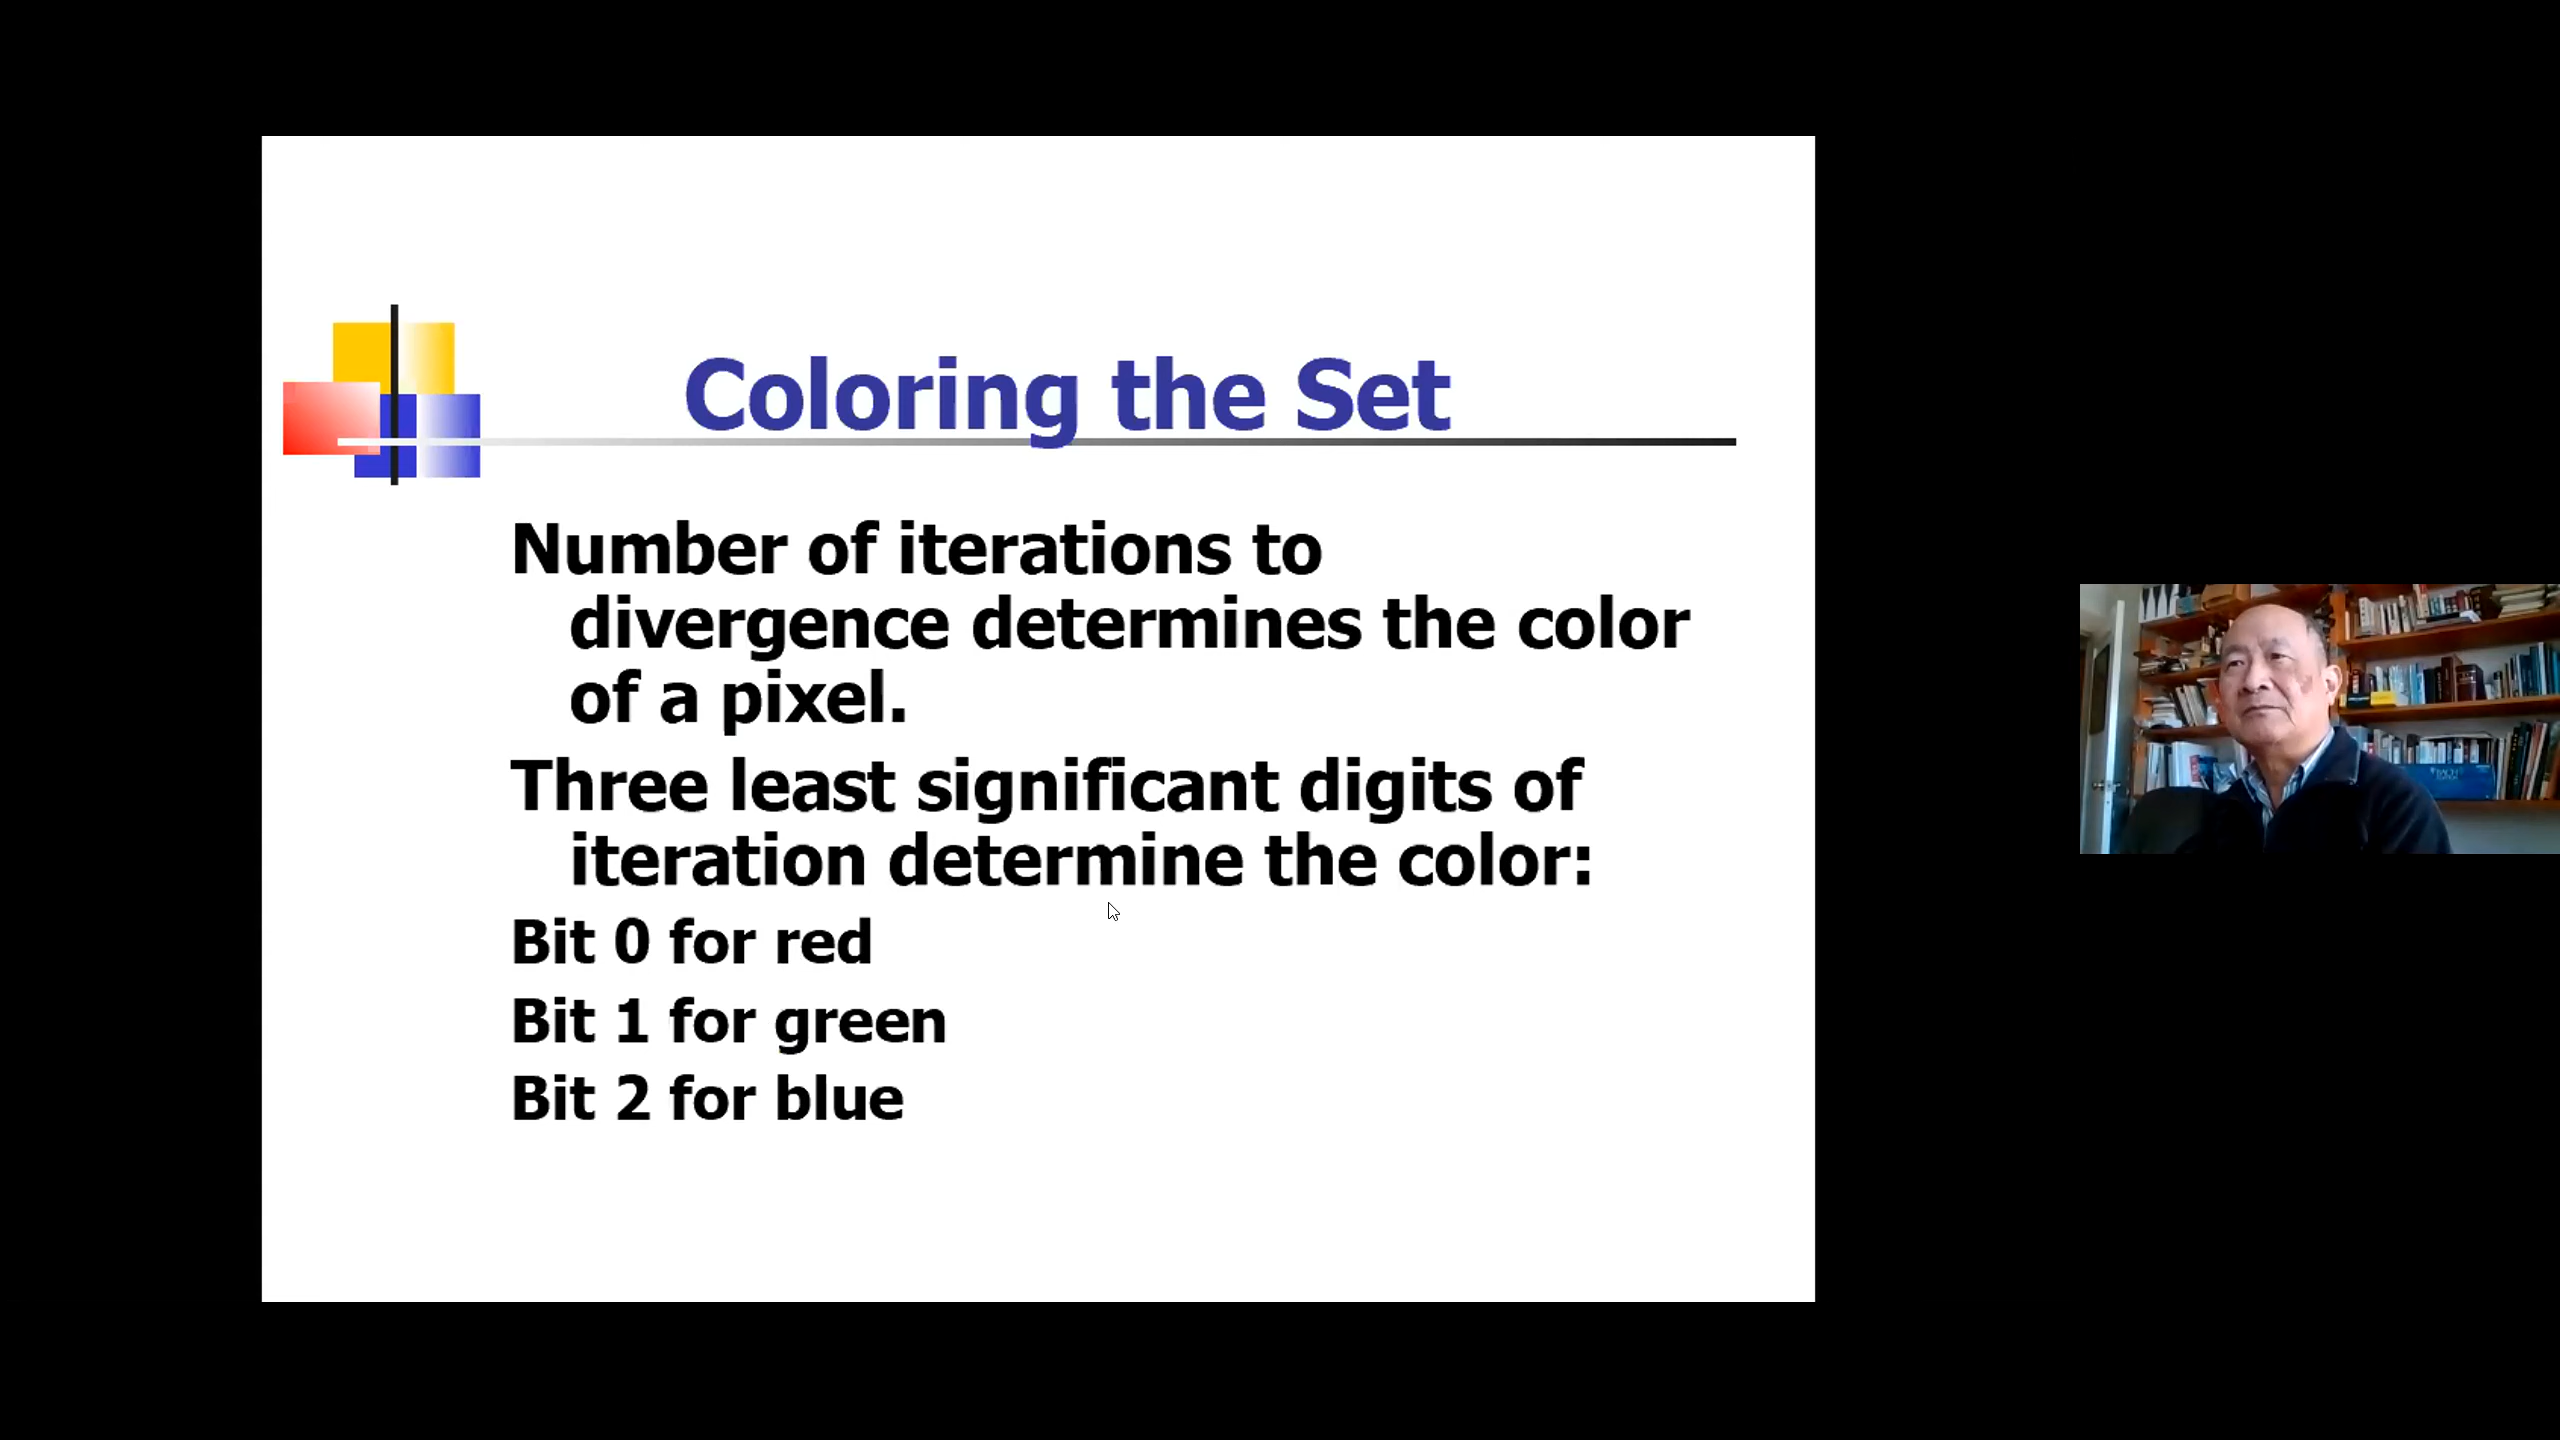 Coloring the Set
Number of iterations to
divergence determines the color
of a pixel.
Three least significant digits of
iteration determine the color:
Bit 0 for red
Bit 1 for green
Bit 2 for blue